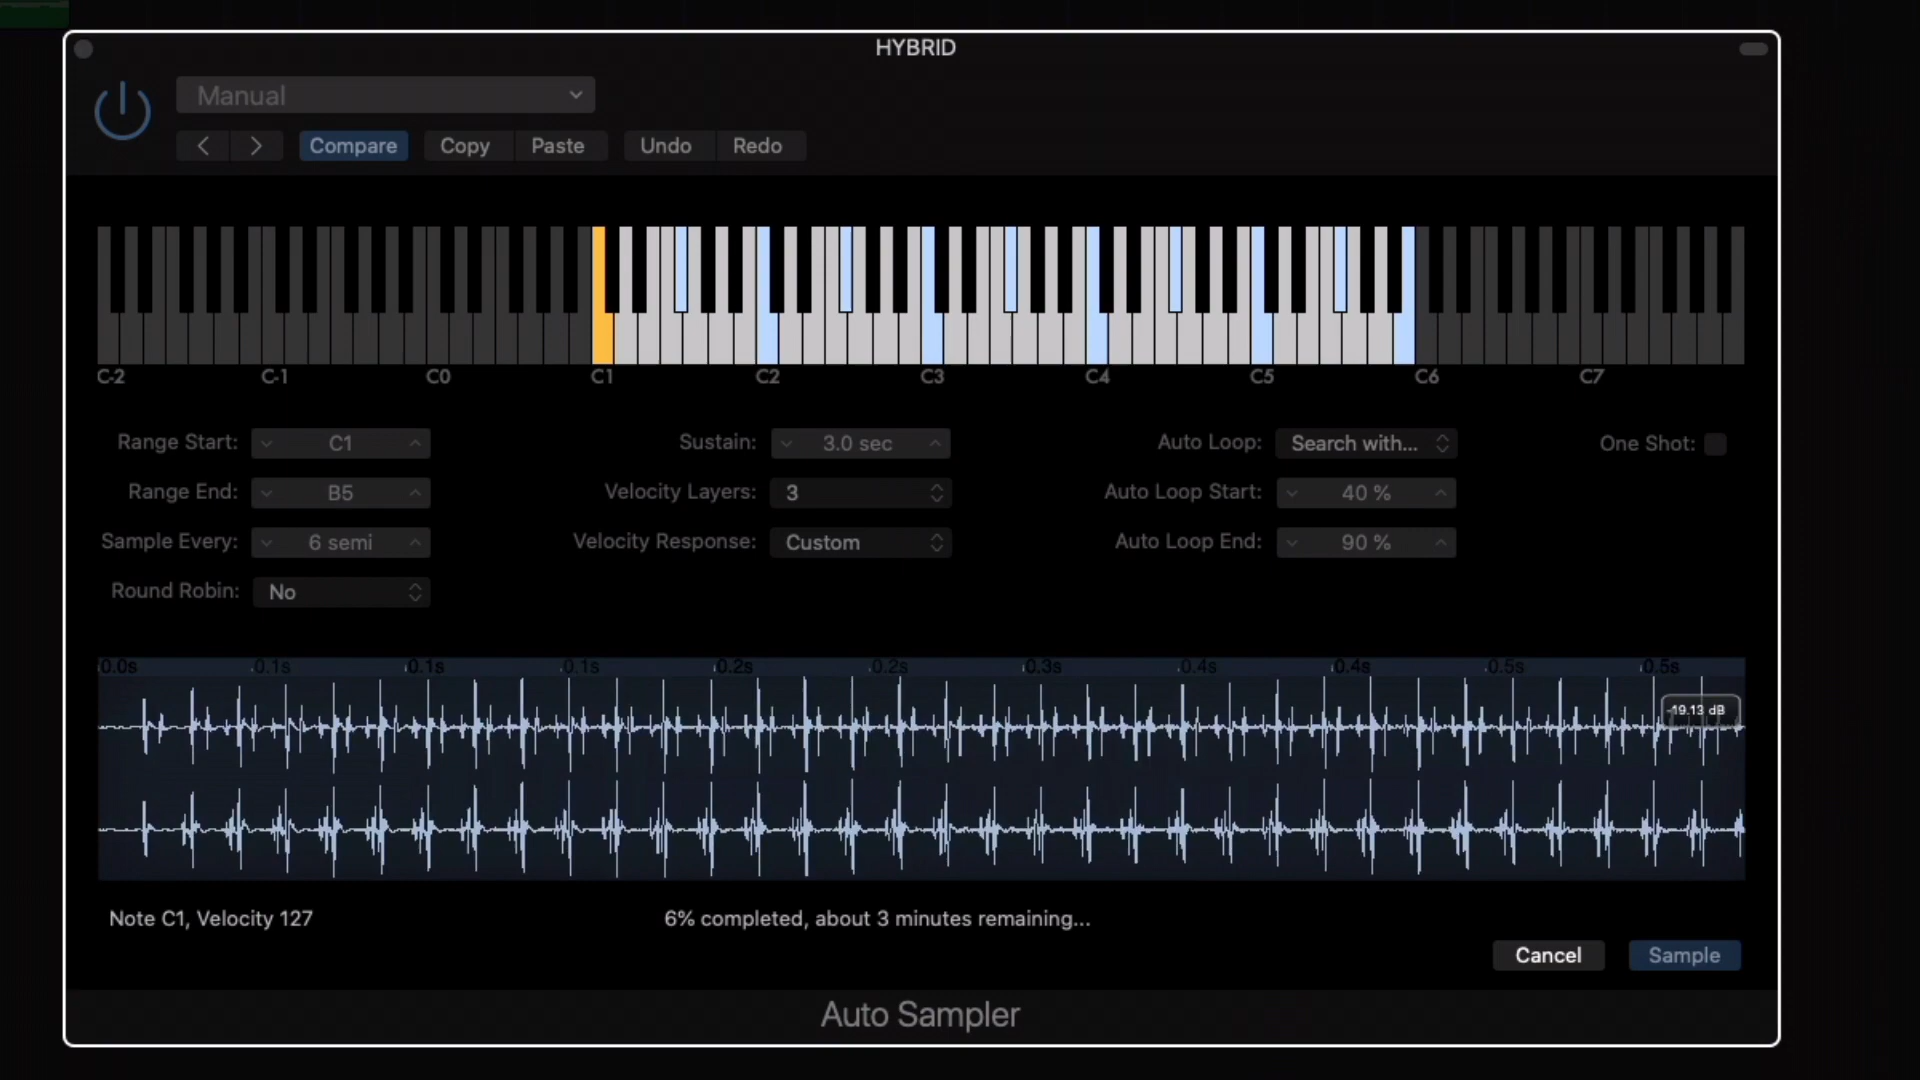 HYBRID
Manual
Compare Copy Paste Undo Redo
C-2 C-1 C0 C1 C2 C3 C4 C5 C6 C7
Range Start: C1 Sustain: 3.0 sec Auto Loop: Search with... One Shot:
Range End: B5 Velocity Layers: 3 Auto Loop Start: 40 %
Sample Every: 6 semi Velocity Response: Custom Auto Loop End: 90 %
Round Robin: No
0.0s 0.1s 0.1s 0.1s 0.2s 0.2s 0.3s 0.4s 0.4s 0.5s 0.5s
-19.13 dB
Note C1, Velocity 127 6% completed, about 3 minutes remaining...
Cancel Sample
Auto Sampler